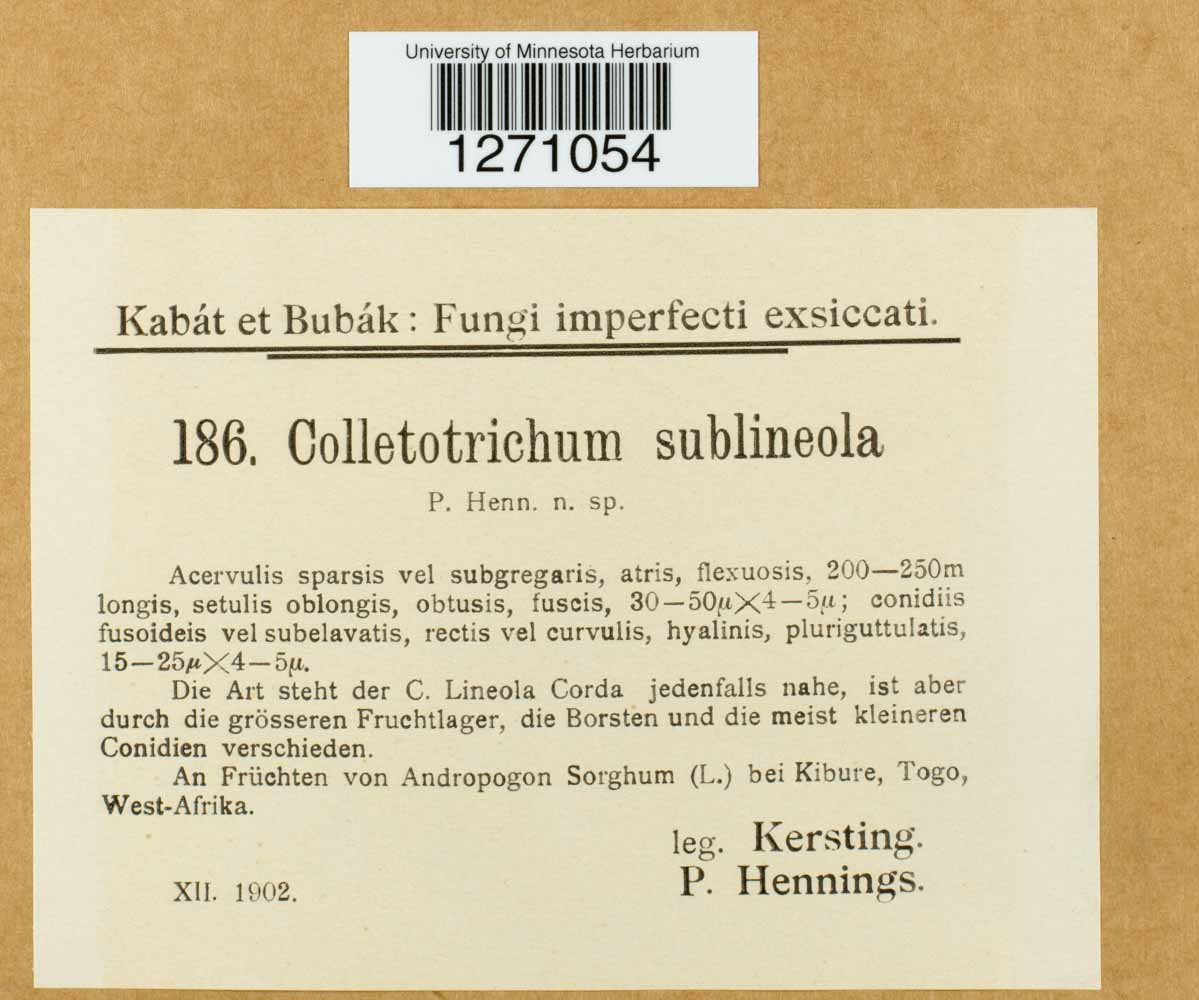 University of Minnesota Herbarium
1271054
Kabát et Bubák: Fungi imperfecti exsiccati.
186. Colletotrichum sublineola
P. Henn. n. sp.
Acervulis sparsis vel subgregaris, atris, flexuosis, 200—250m
longis, setulis oblongis, obtusis, fuscis, 30—50µ×4—5µ; conidiis
fusoideis vel subelavatis, rectis vel curvulis, hyalinis, pluriguttulatis,
15—25µ×4—5µ.
Die Art steht der C. Lineola Corda jedenfalls nahe, ist aber
durch die grösseren Fruchtlager, die Borsten und die meist kleineren
Conidien verschieden.
An Früchten von Andropogon Sorghum (L.) bei Kibure, Togo,
West-Afrika.
leg. Kersting.
P. Hennings.
XII. 1902.